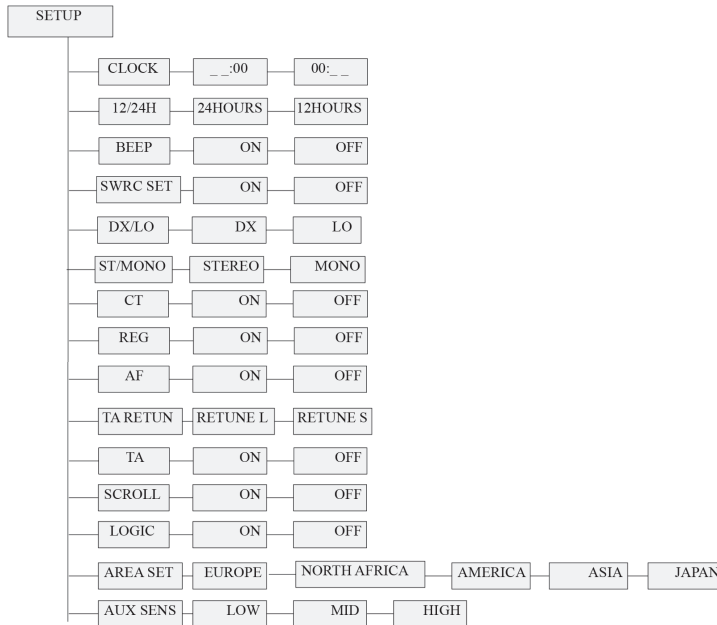 SETUP
CLOCK _ _:00 00:_ _
12/24H 24HOURS 12HOURS
BEEP ON OFF
SWRC SET ON OFF
DX/LO DX LO
ST/MONO STEREO MONO
CT ON OFF
REG ON OFF
AF ON OFF
TA RETUN RETUNE L RETUNE S
TA ON OFF
SCROLL ON OFF
LOGIC ON OFF
AREA SET EUROPE NORTH AFRICA AMERICA ASIA JAPAN
AUX SENS LOW MID HIGH